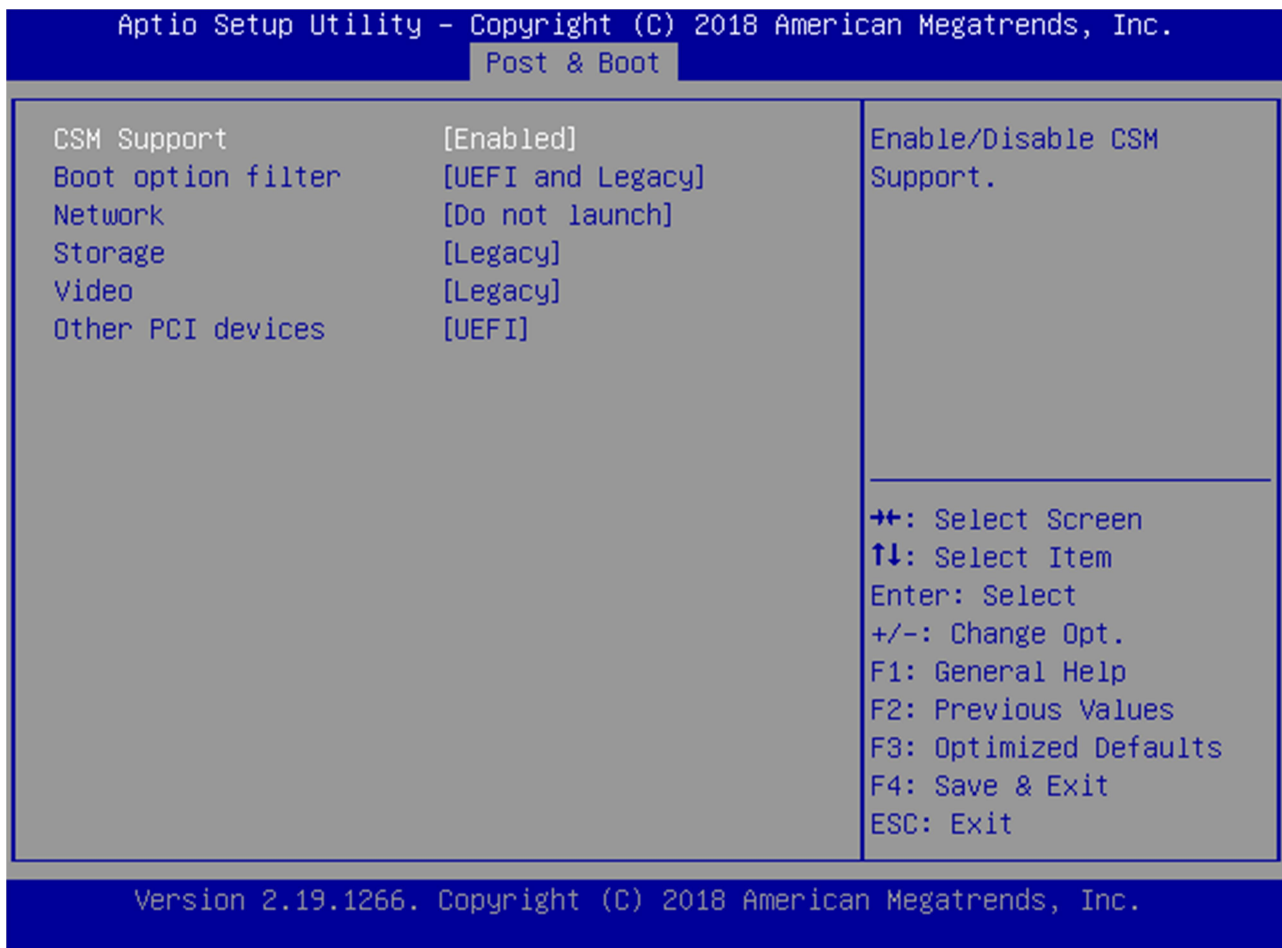 Aptio Setup Utility – Copyright (C) 2018 American Megatrends, Inc.
Post & Boot
CSM Support [Enabled]
Boot option filter [UEFI and Legacy]
Network [Do not launch]
Storage [Legacy]
Video [Legacy]
Other PCI devices [UEFI]
Enable/Disable CSM
Support.
→←: Select Screen
↑↓: Select Item
Enter: Select
+/-: Change Opt.
F1: General Help
F2: Previous Values
F3: Optimized Defaults
F4: Save & Exit
ESC: Exit
Version 2.19.1266. Copyright (C) 2018 American Megatrends, Inc.